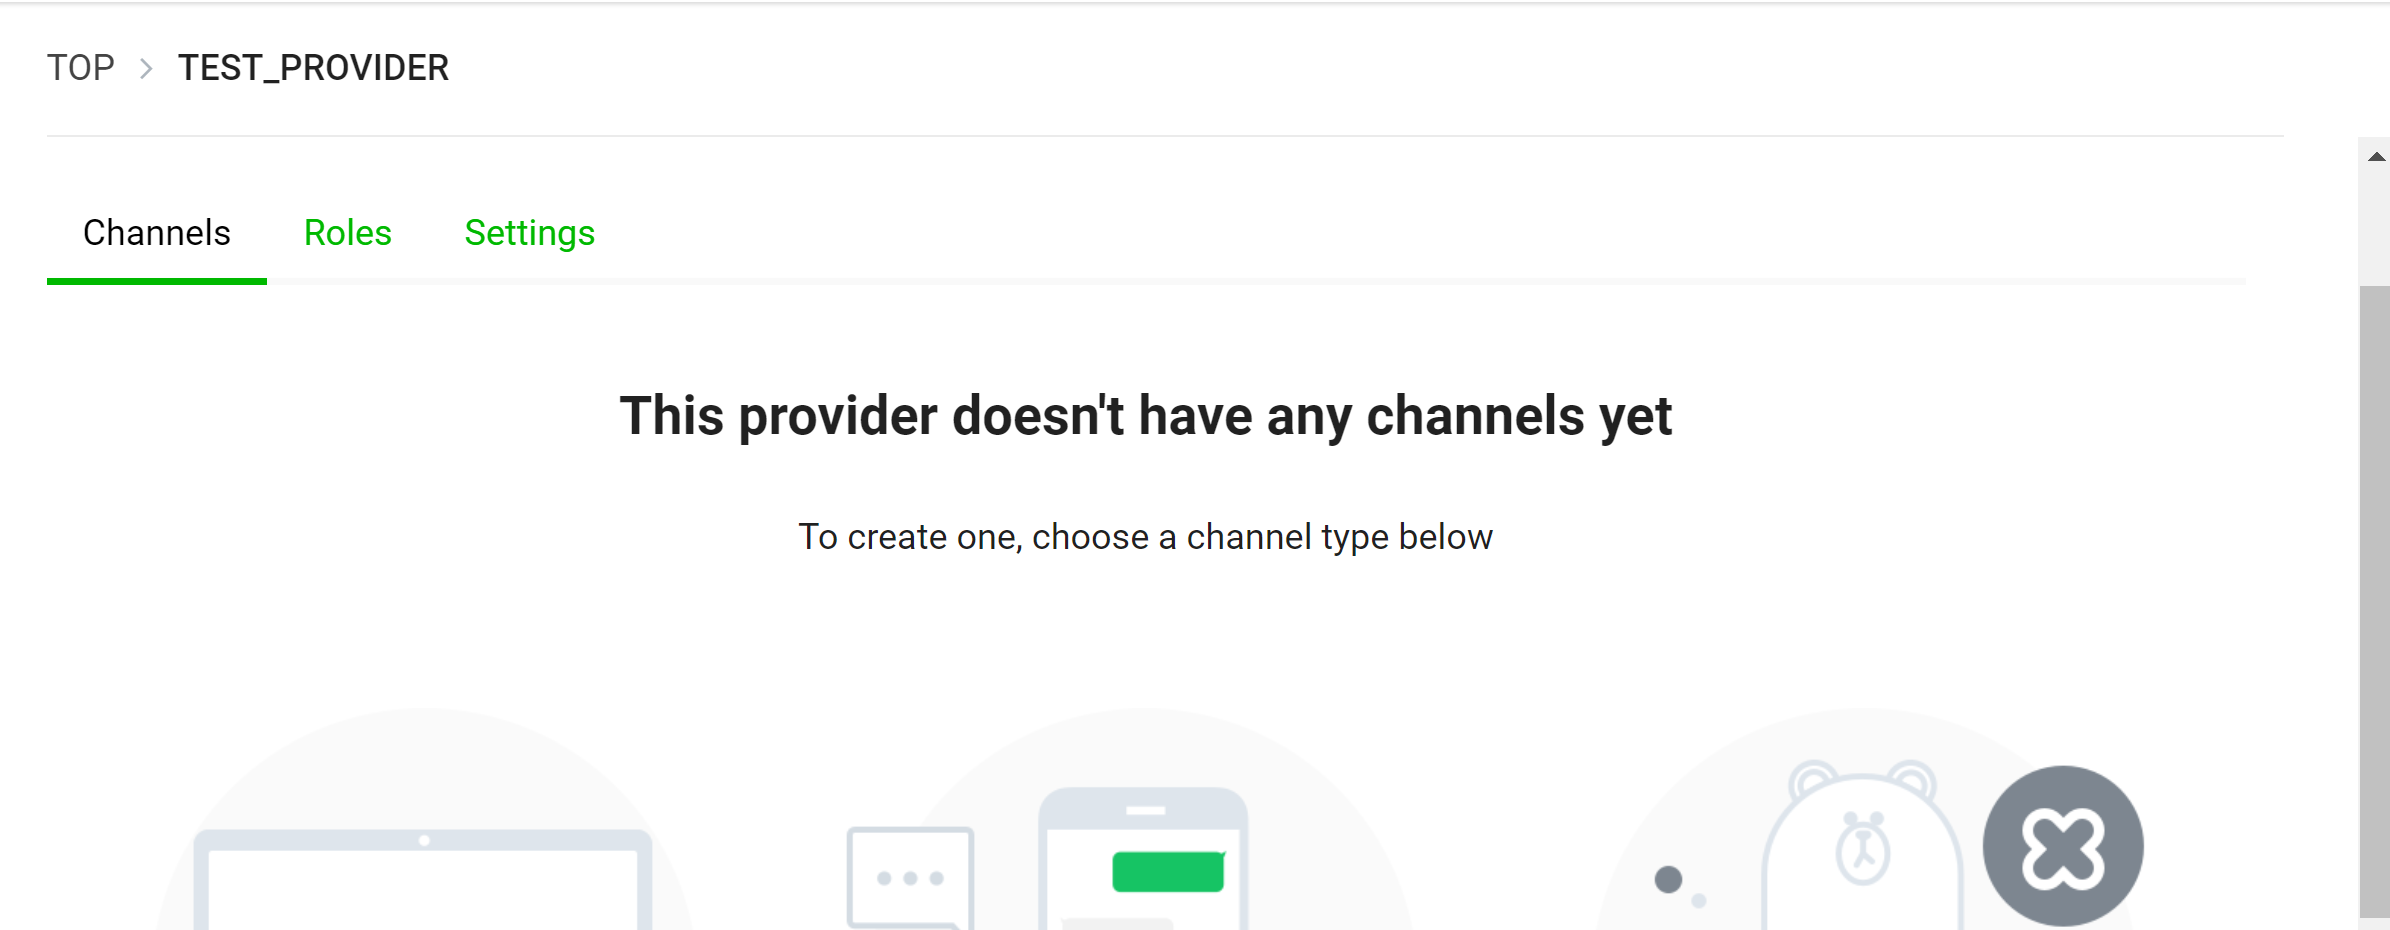 TOP > TEST_PROVIDER
Channels Roles Settings
This provider doesn't have any channels yet
To create one, choose a channel type below